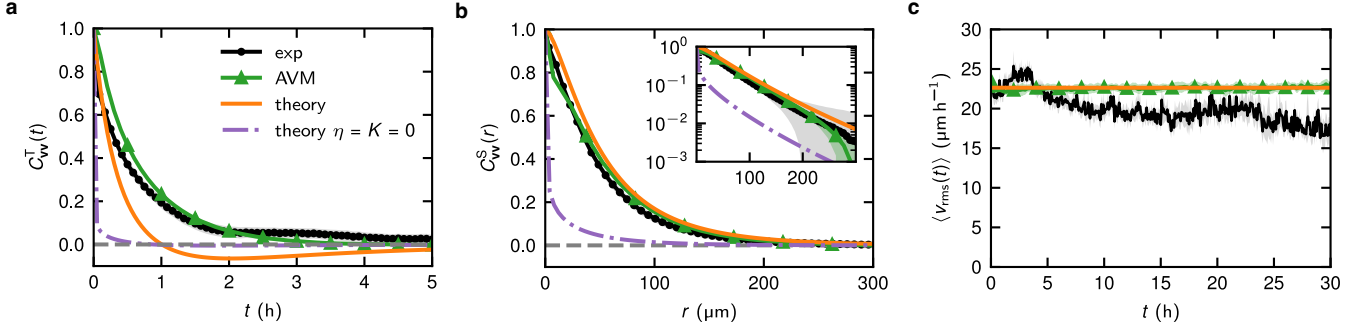 a
1.0
0.8
0.6
0.4
0.2
0.0
C^T_vv(t)
exp
AVM
theory
theory η = K = 0
0 1 2 3 4 5
t (h)
b
1.0
0.8
0.6
0.4
0.2
0.0
C^S_vv(r)
10^0
10^−1
10^−2
10^−3
100 200
0 100 200 300
r (μm)
c
30
25
20
15
10
5
0
⟨v_rms(t)⟩ (μm h^−1)
0 5 10 15 20 25 30
t (h)